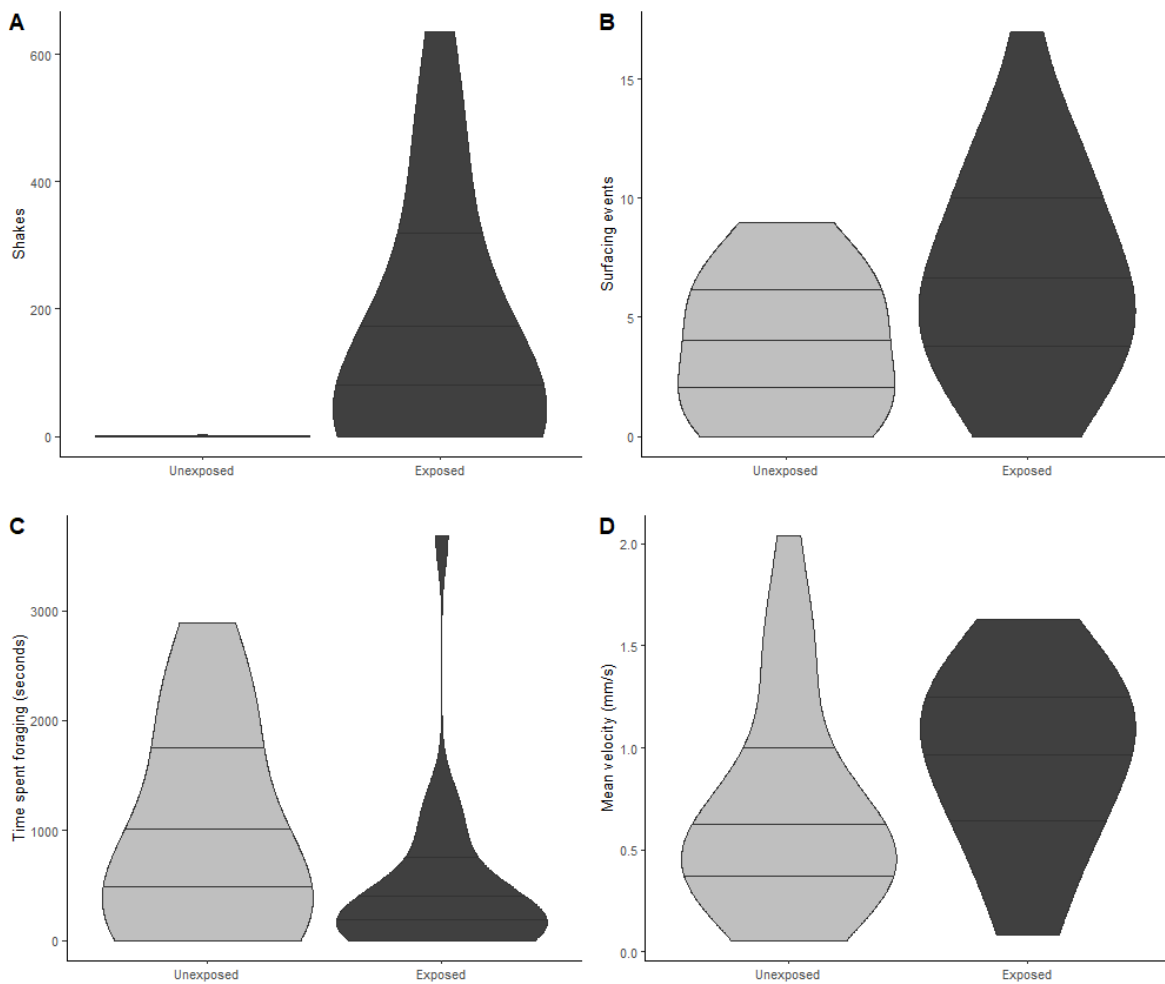 A
Shakes
600
400
200
0
Unexposed
Exposed
B
Surfacing events
15
10
5
0
Unexposed
Exposed
C
Time spent foraging (seconds)
3000
2000
1000
0
Unexposed
Exposed
D
Mean velocity (mm/s)
2.0
1.5
1.0
0.5
0.0
Unexposed
Exposed